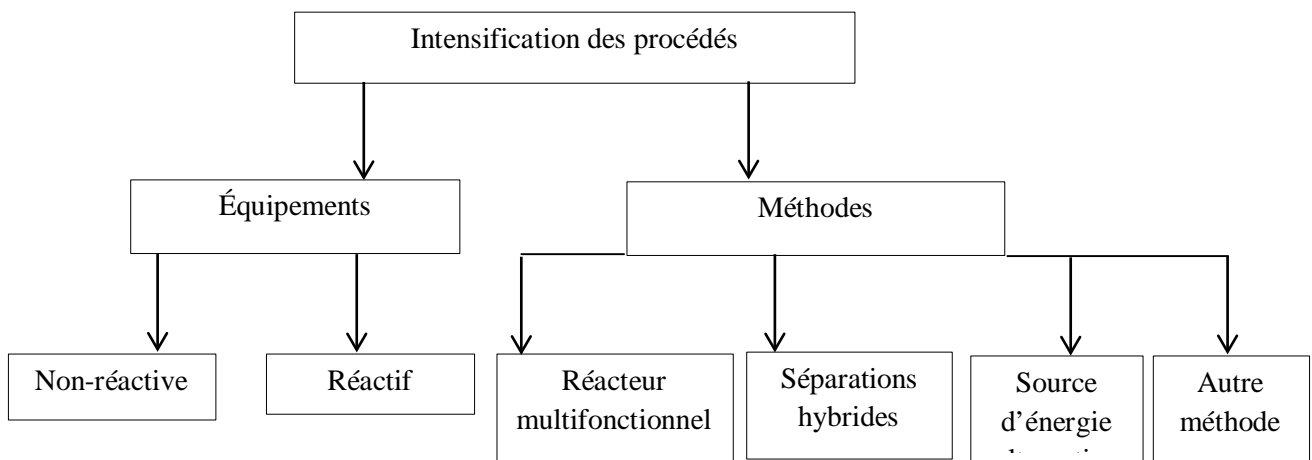 Intensification des procédés
Équipements
Méthodes
Non-réactive
Réactif
Réacteur
multifonctionnel
Séparations
hybrides
Source
d’énergie
Autre
méthode